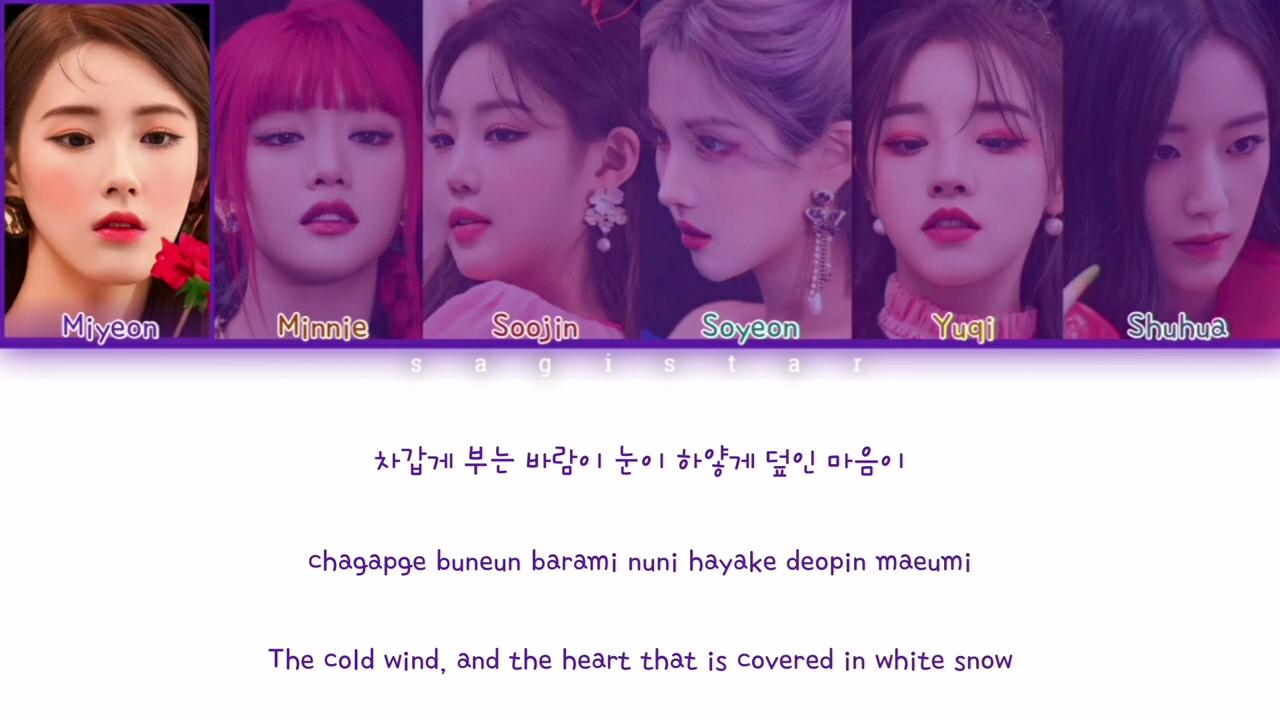 Miyeon Minnie Soojin Soyeon Yuqi Shuhua
s a g i s t a r
차갑게 부는 바람이 눈이 하얗게 덮인 마음이
chagapge buneun barami nuni hayake deopin maeumi
The cold wind, and the heart that is covered in white snow